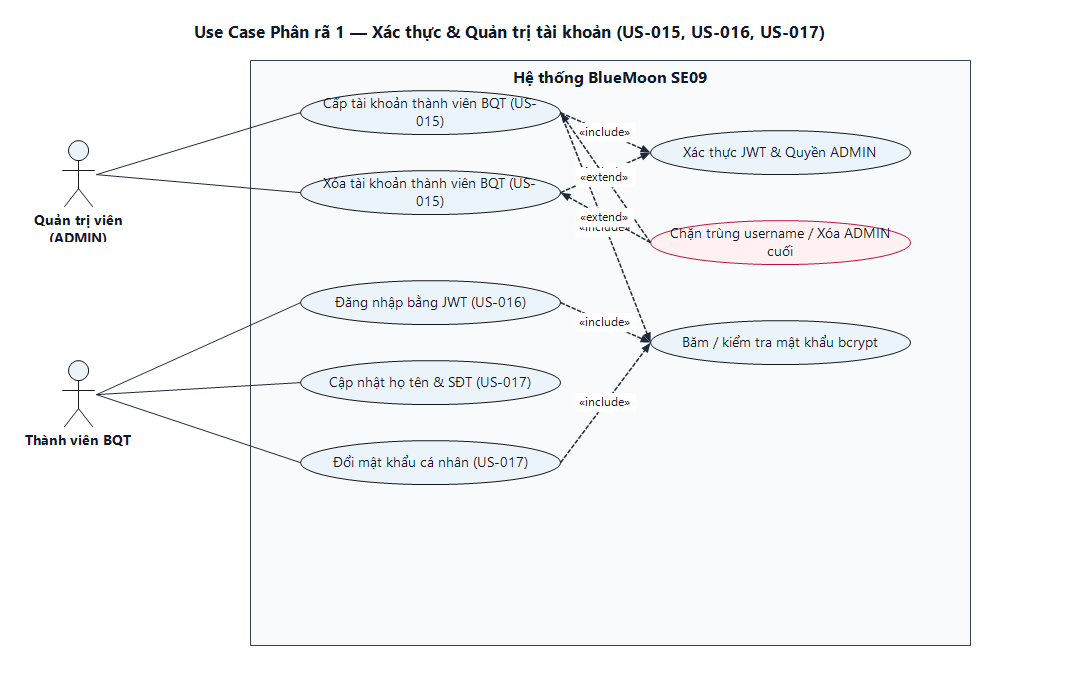 Use Case Phân rã 1 — Xác thực & Quản trị tài khoản (US-015, US-016, US-017)
Hệ thống BlueMoon SE09
Cấp tài khoản thành viên BQT (US-
015)
«include»
Xác thực JWT & Quyền ADMIN
Xóa tài khoản thành viên BQT (US-
015)
«extend»
«extend»
«include»
Quản trị viên
(ADMIN)
Chặn trùng username / Xóa ADMIN
cuối
Đăng nhập bằng JWT (US-016)
«include»
Băm / kiểm tra mật khẩu bcrypt
Cập nhật họ tên & SĐT (US-017)
«include»
Thành viên BQT
Đổi mật khẩu cá nhân (US-017)